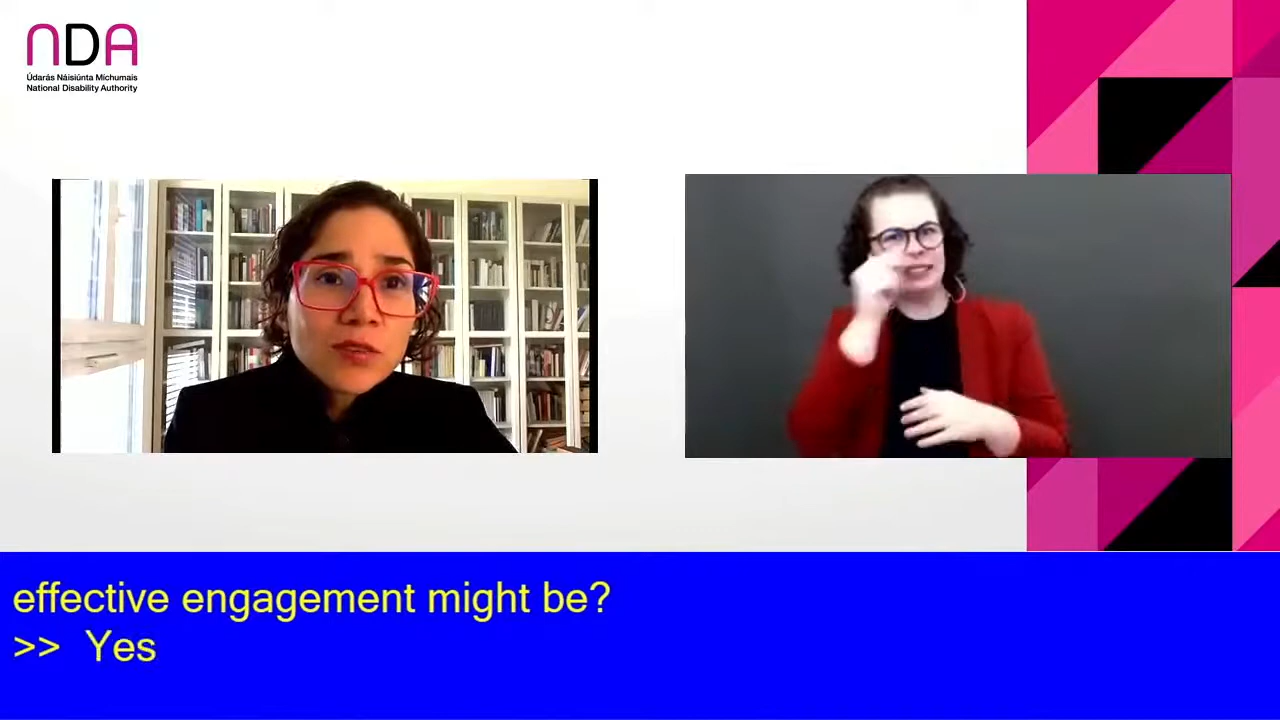 NDA
Údarás Náisiúnta Míchumais
National Disability Authority
effective engagement might be?
>> Yes